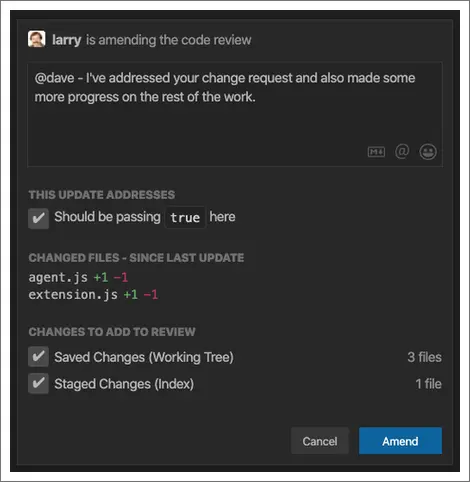 larry is amending the code review
@dave - I've addressed your change request and also made some
more progress on the rest of the work.
THIS UPDATE ADDRESSES
Should be passing true here
CHANGED FILES - SINCE LAST UPDATE
agent.js +1 -1
extension.js +1 -1
CHANGES TO ADD TO REVIEW
Saved Changes (Working Tree) 3 files
Staged Changes (Index) 1 file
Cancel Amend